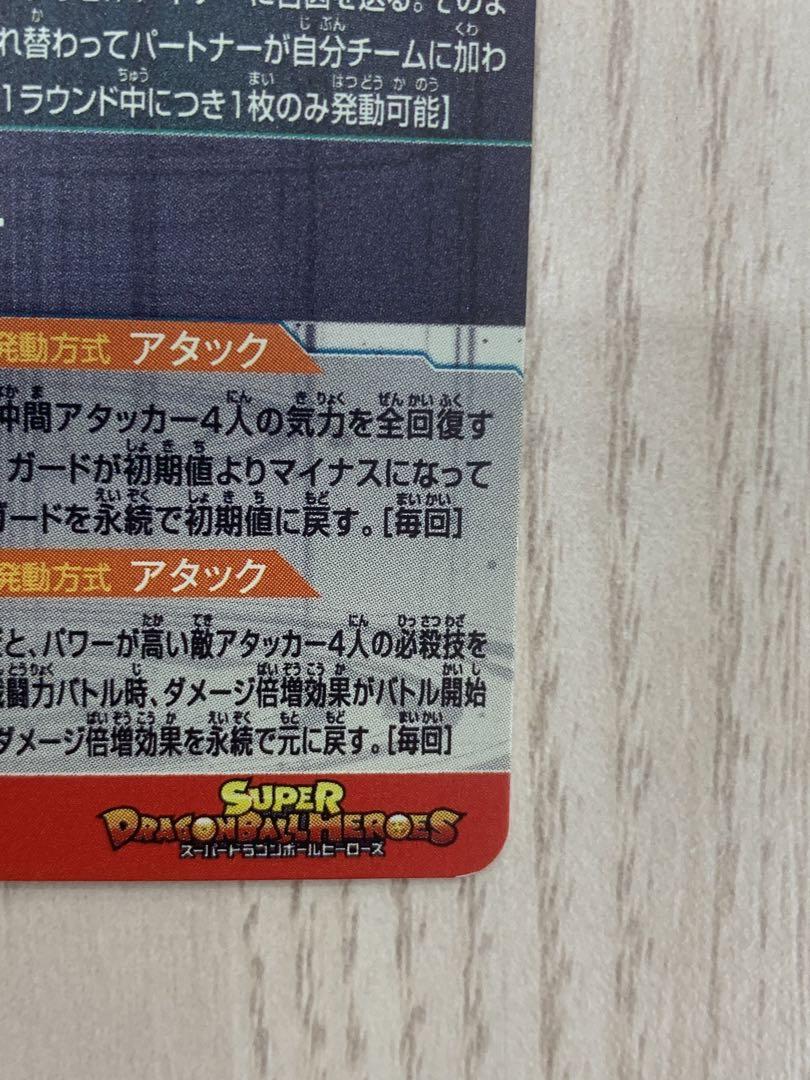 に合図を送る。そのま
れ替わってパートナーが自分チームに加わ
1ラウンド中につき1枚のみ発動可能】
発動方式 アタック
仲間アタッカー4人の気力を全回復す
ガードが初期値よりマイナスになって
ガードを永続で初期値に戻す。[毎回]
発動方式 アタック
と、パワーが高い敵アタッカー4人の必殺技を
戦闘力バトル時、ダメージ倍増効果がバトル開始
ダメージ倍増効果を永続で元に戻す。[毎回]
SUPER
DRAGONBALL HEROES
スーパードラゴンボールヒーローズ